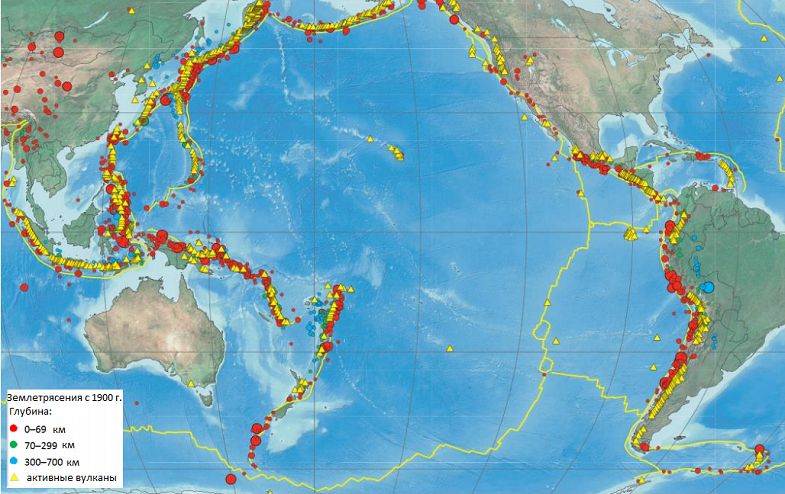 Землетрясения с 1900 г.
Глубина:
0–69 км
70–299 км
300–700 км
активные вулканы